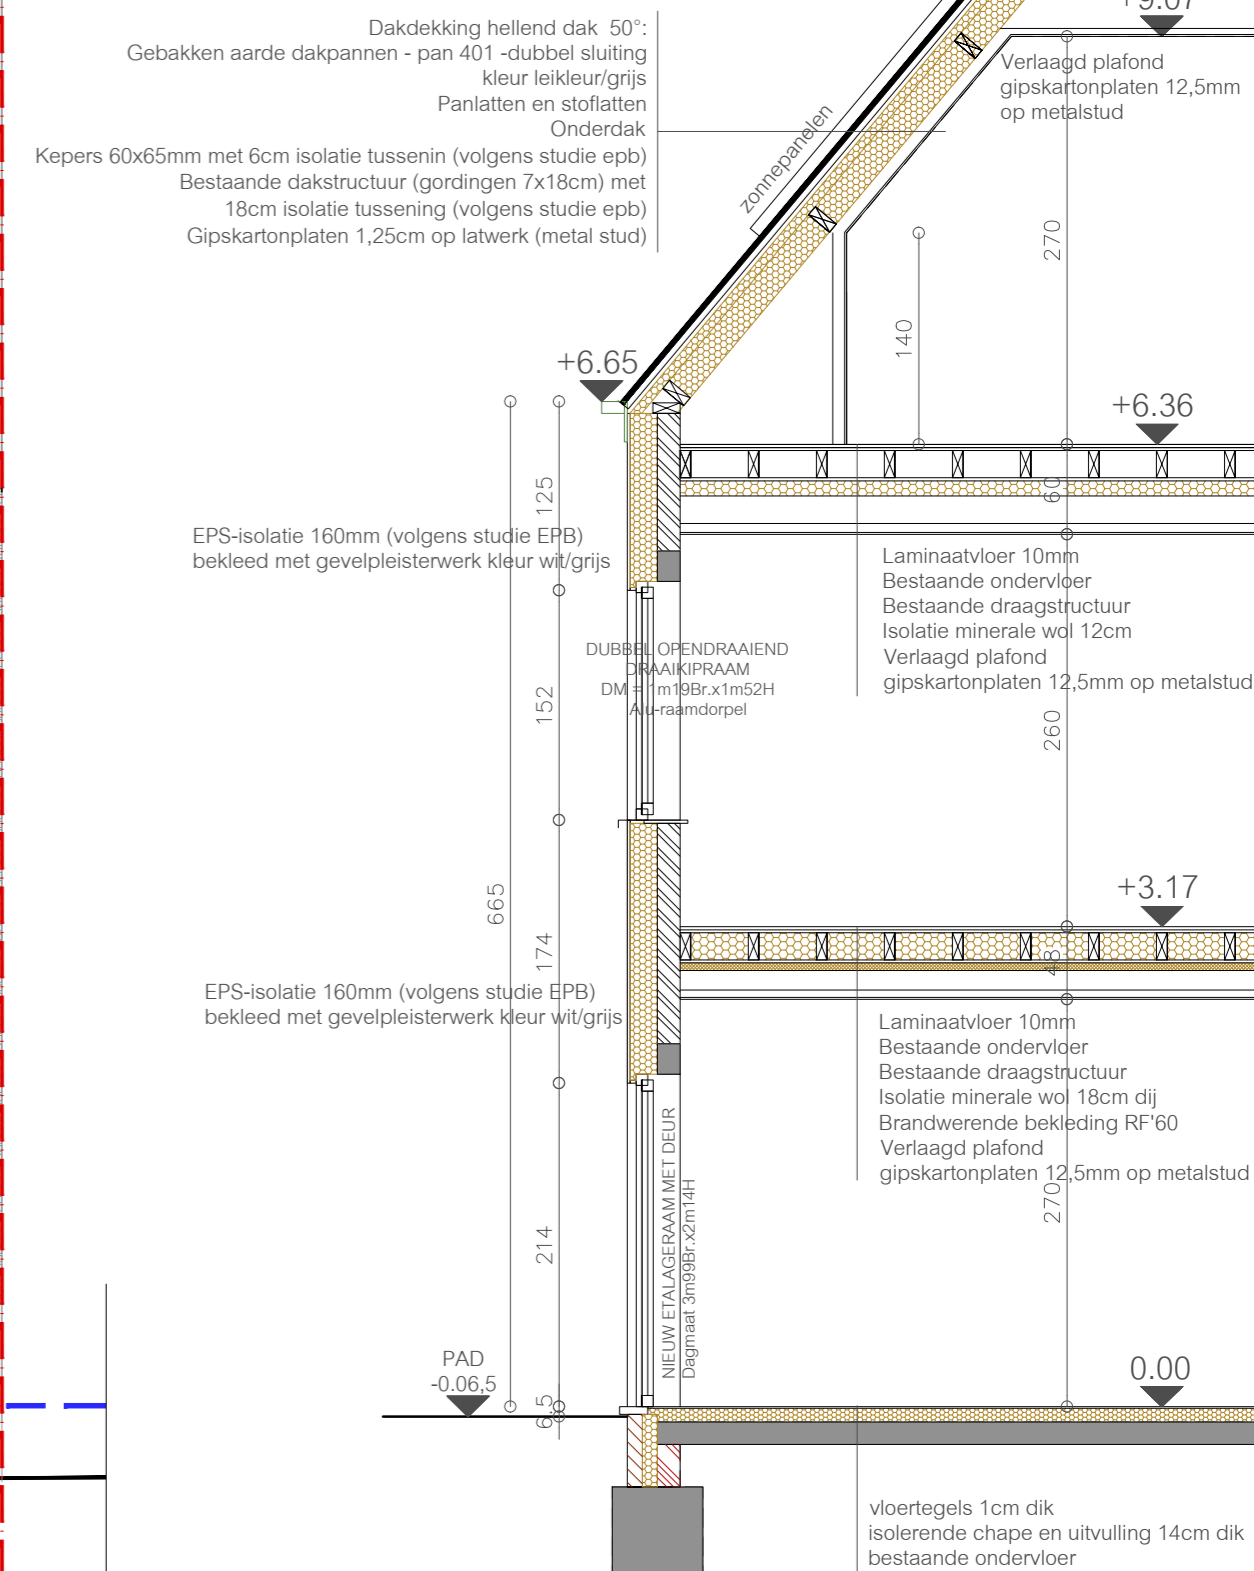 Dakdekking hellend dak 50°:
Gebakken aarde dakpannen - pan 401 -dubbel sluiting
kleur leikleur/grijs
Panlatten en stoflatten
Onderdak
Kepers 60x65mm met 6cm isolatie tussenin (volgens studie epb)
Bestaande dakstructuur (gordingen 7x18cm) met
18cm isolatie tussening (volgens studie epb)
Gipskartonplaten 1,25cm op latwerk (metal stud)
zonnepanelen
Verlaagd plafond
gipskartonplaten 12,5mm
op metalstud
270
140
+6.65
+6.36
125
60
EPS-isolatie 160mm (volgens studie EPB)
bekleed met gevelpleisterwerk kleur wit/grijs
Laminaatvloer 10mm
Bestaande ondervloer
Bestaande draagstructuur
Isolatie minerale wol 12cm
Verlaagd plafond
gipskartonplaten 12,5mm op metalstud
DUBBEL OPENDRAAIEND
DRAAIKIPRAAM
DM = 1m19Br.x1m52H
Alu-raamdorpel
152
260
665
+3.17
174
48
EPS-isolatie 160mm (volgens studie EPB)
bekleed met gevelpleisterwerk kleur wit/grijs
Laminaatvloer 10mm
Bestaande ondervloer
Bestaande draagstructuur
Isolatie minerale wol 18cm dij
Brandwerende bekleding RF'60
Verlaagd plafond
gipskartonplaten 12,5mm op metalstud
270
214
NIEUW ETALAGERAAM MET DEUR
Dagmaat 3m99Br.x2m14H
PAD
-0.06,5
6.5
0.00
vloertegels 1cm dik
isolerende chape en uitvulling 14cm dik
bestaande ondervloer